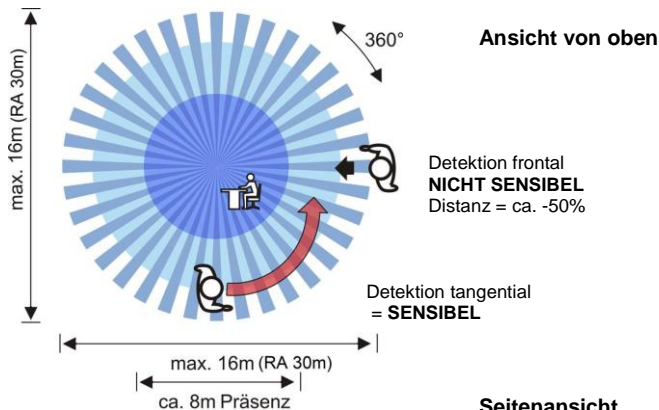 360°
Ansicht von oben
max. 16m (RA 30m)
Detektion frontal
NICHT SENSIBEL
Distanz = ca. -50%
Detektion tangential
= SENSIBEL
max. 16m (RA 30m)
ca. 8m Präsenz
Seitenansicht